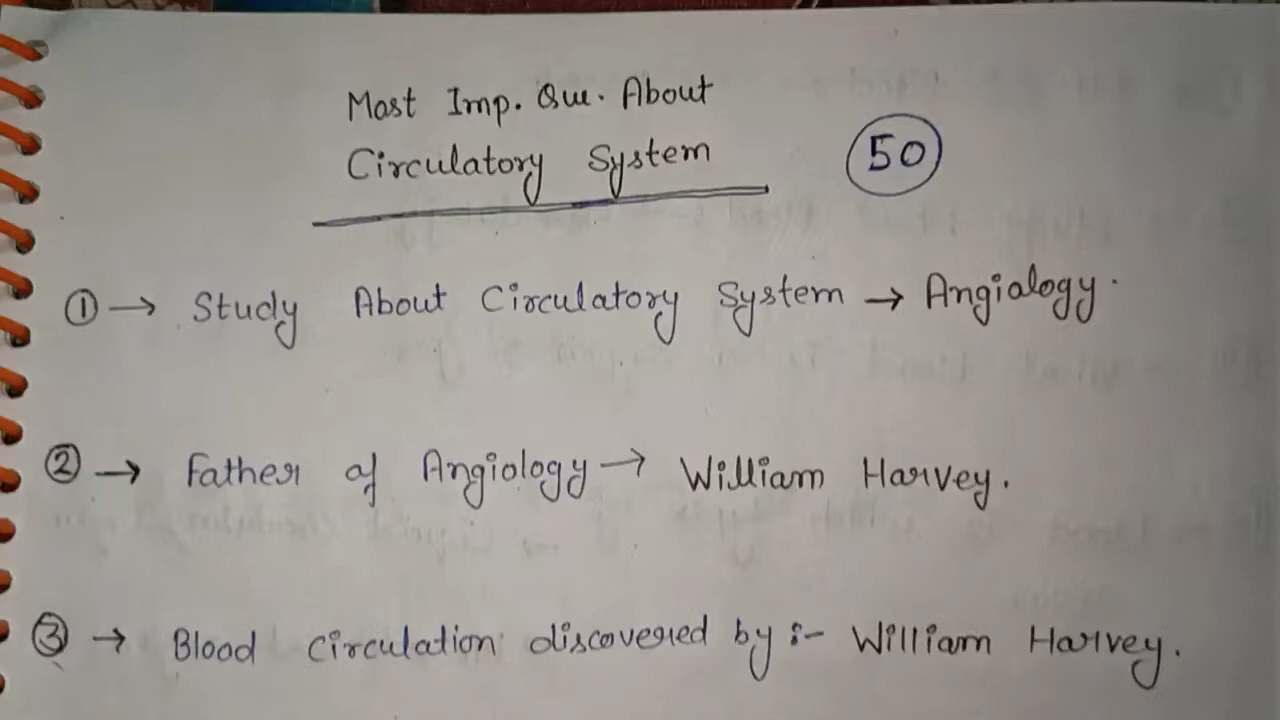 Most Imp. Que. About
Circulatory System
50
① → Study About Circulatory System → Angialogy.
② → Father of Angiology → William Harvey.
③ → Blood Circulation discovered by :- William Harvey.